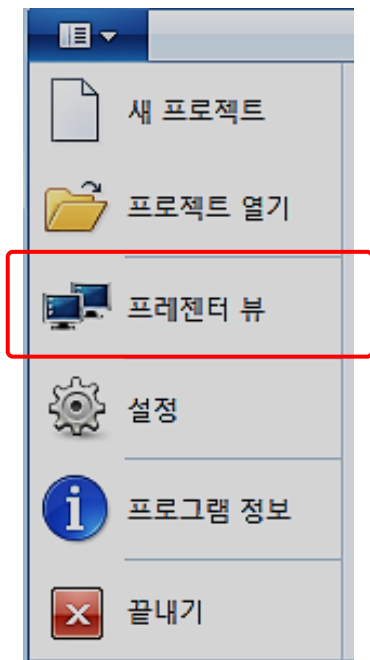 새 프로젝트
프로젝트 열기
프레젠터 뷰
설정
프로그램 정보
끝내기